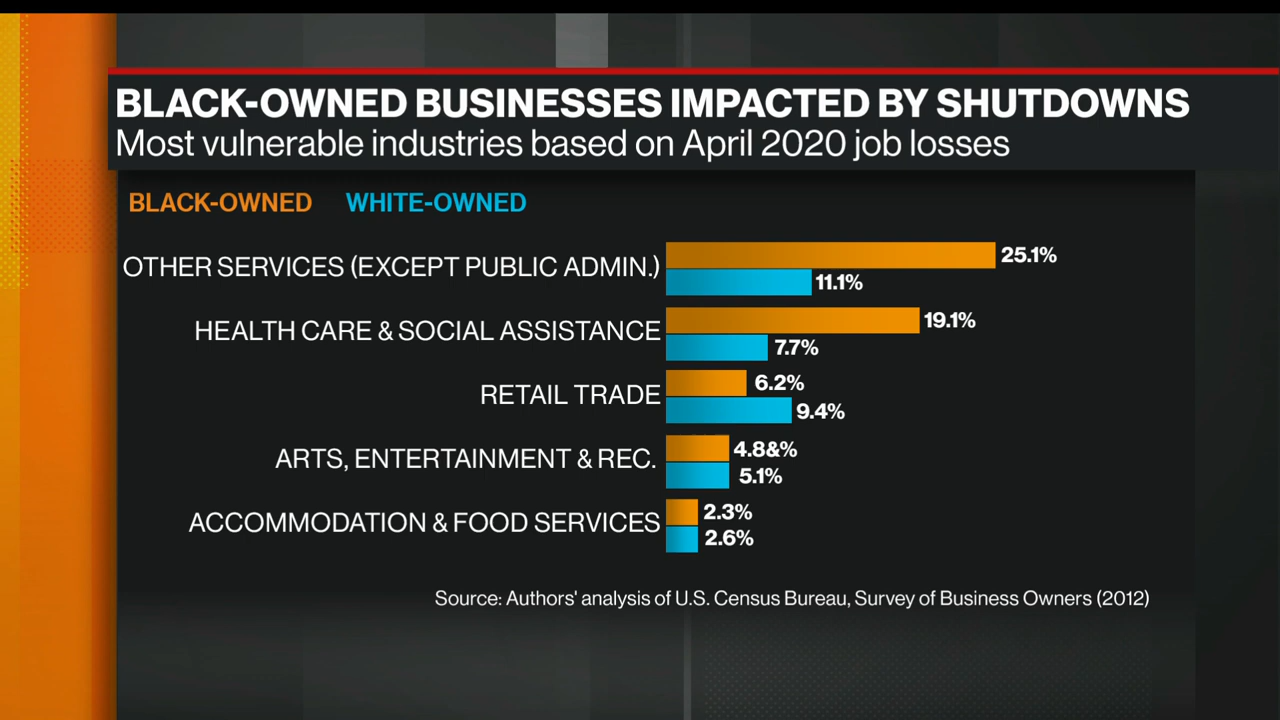 BLACK-OWNED BUSINESSES IMPACTED BY SHUTDOWNS
Most vulnerable industries based on April 2020 job losses
BLACK-OWNED WHITE-OWNED
OTHER SERVICES (EXCEPT PUBLIC ADMIN.) 25.1%
11.1%
HEALTH CARE & SOCIAL ASSISTANCE 19.1%
7.7%
RETAIL TRADE 6.2%
9.4%
ARTS, ENTERTAINMENT & REC. 4.8&%
5.1%
ACCOMMODATION & FOOD SERVICES 2.3%
2.6%
Source: Authors' analysis of U.S. Census Bureau, Survey of Business Owners (2012)